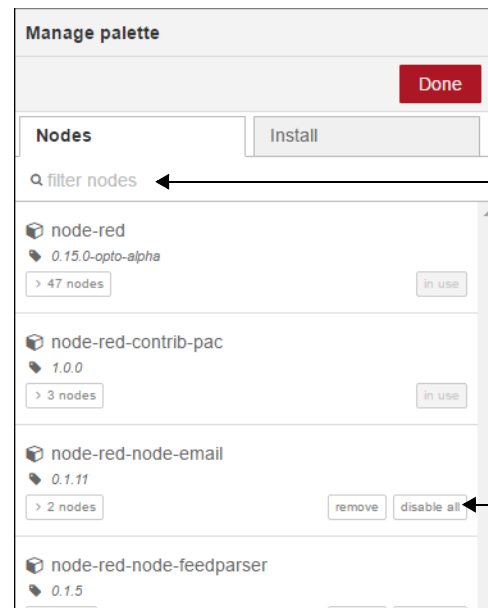 Manage palette
Done
Nodes Install
filter nodes
node-red
0.15.0-opto-alpha
> 47 nodes in use
node-red-contrib-pac
1.0.0
> 3 nodes in use
node-red-node-email
0.1.11
> 2 nodes remove disable all
node-red-node-feedparser
0.1.5